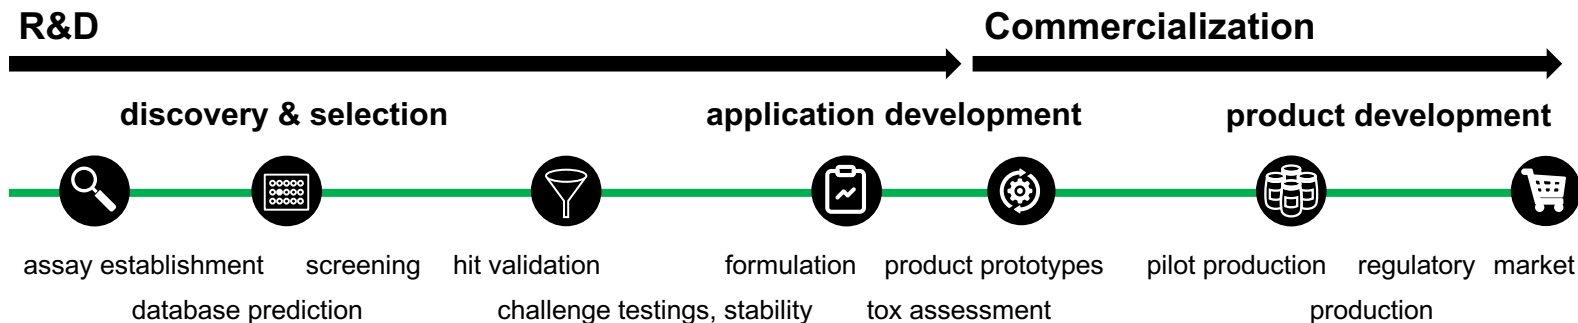 R&D
Commercialization
discovery & selection
application development
product development
assay establishment
screening
hit validation
formulation
product prototypes
pilot production
regulatory
market
database prediction
challenge testings, stability
tox assessment
production